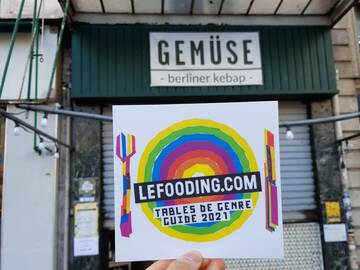 GEMÜSE
- berliner kebap -
LEFOODING.COM
TABLES DE GENRE
GUIDE 2021